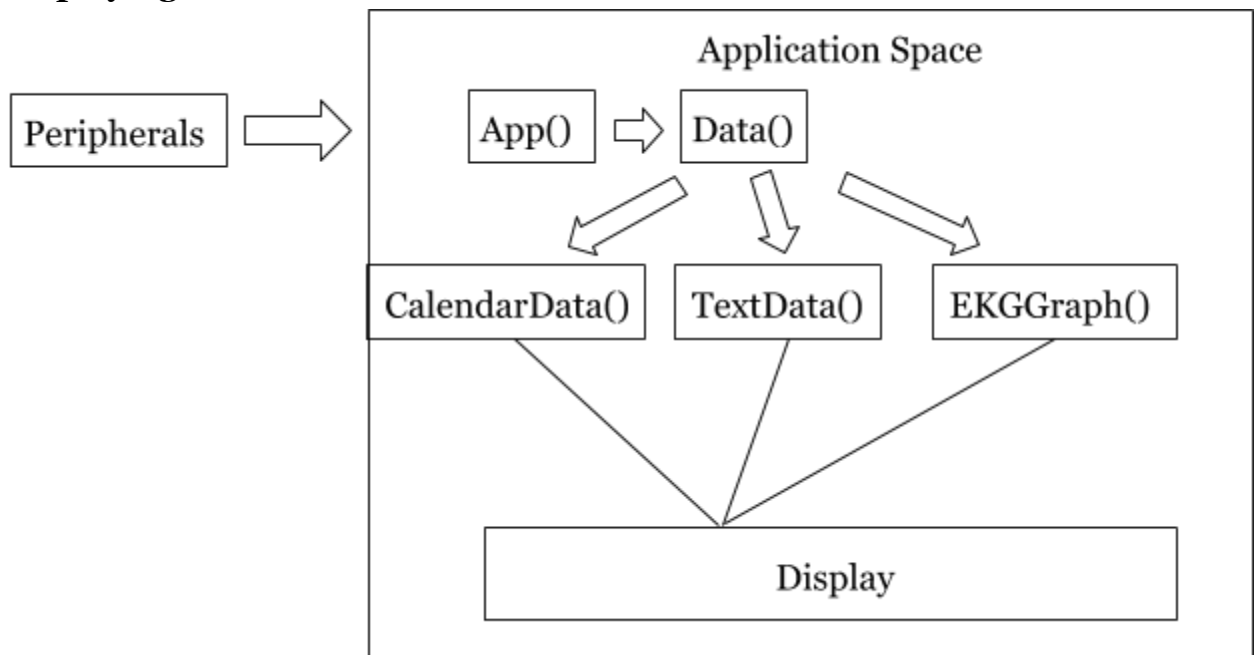 Application Space
Peripherals
App()
Data()
CalendarData()
TextData()
EKGGraph()
Display